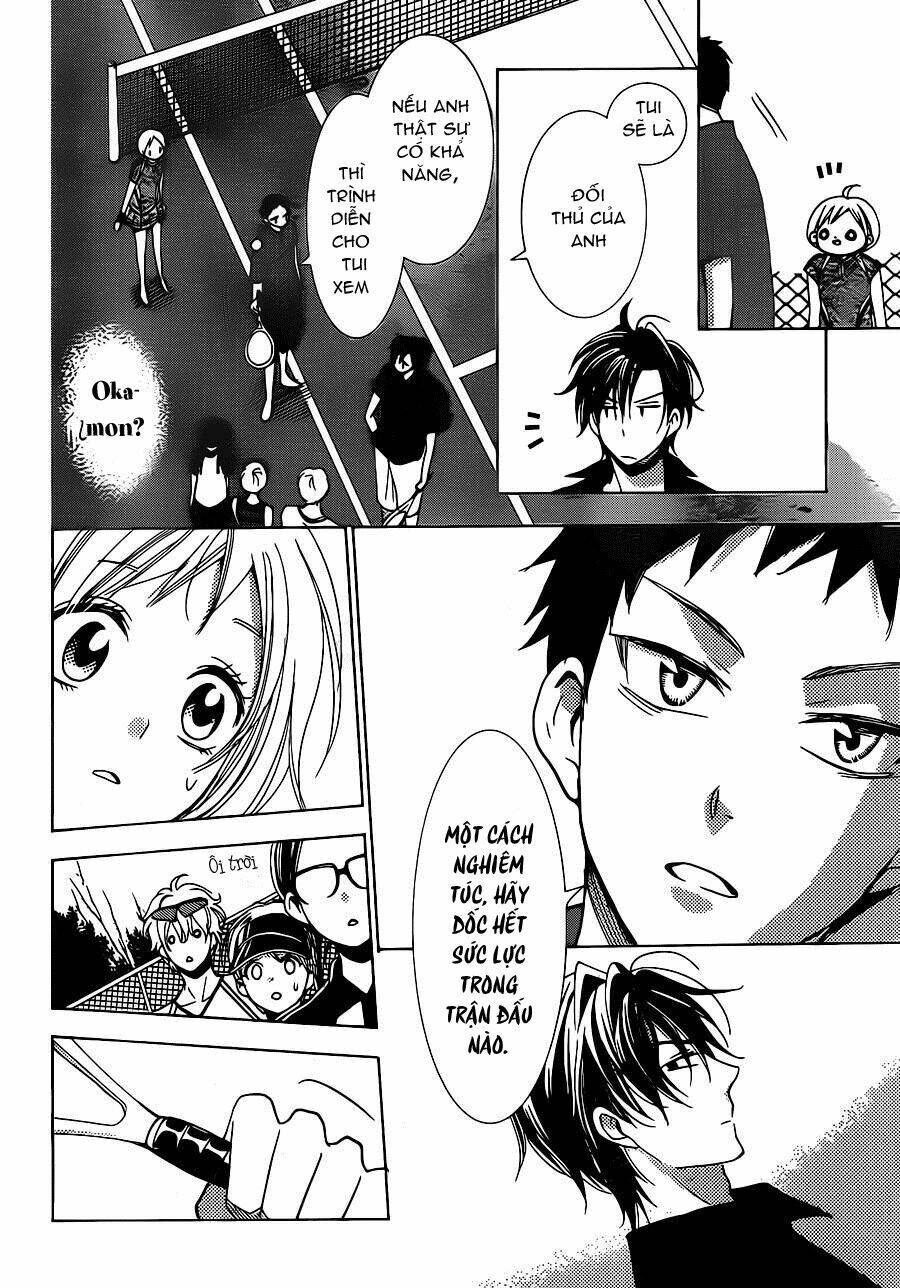 TUI
SẼ LÀ
ĐỐI
THỦ CỦA
ANH
NẾU ANH
THẬT SỰ
CÓ KHẢ
NĂNG,
THÌ TRÌNH
DIỄN
CHO
TUI
XEM
Oka-
mon?
MỘT CÁCH
NGHIÊM
TÚC, HÃY
DỐC HẾT
SỨC LỰC
TRONG
TRẬN ĐẤU
NÀO.
Ôi trời